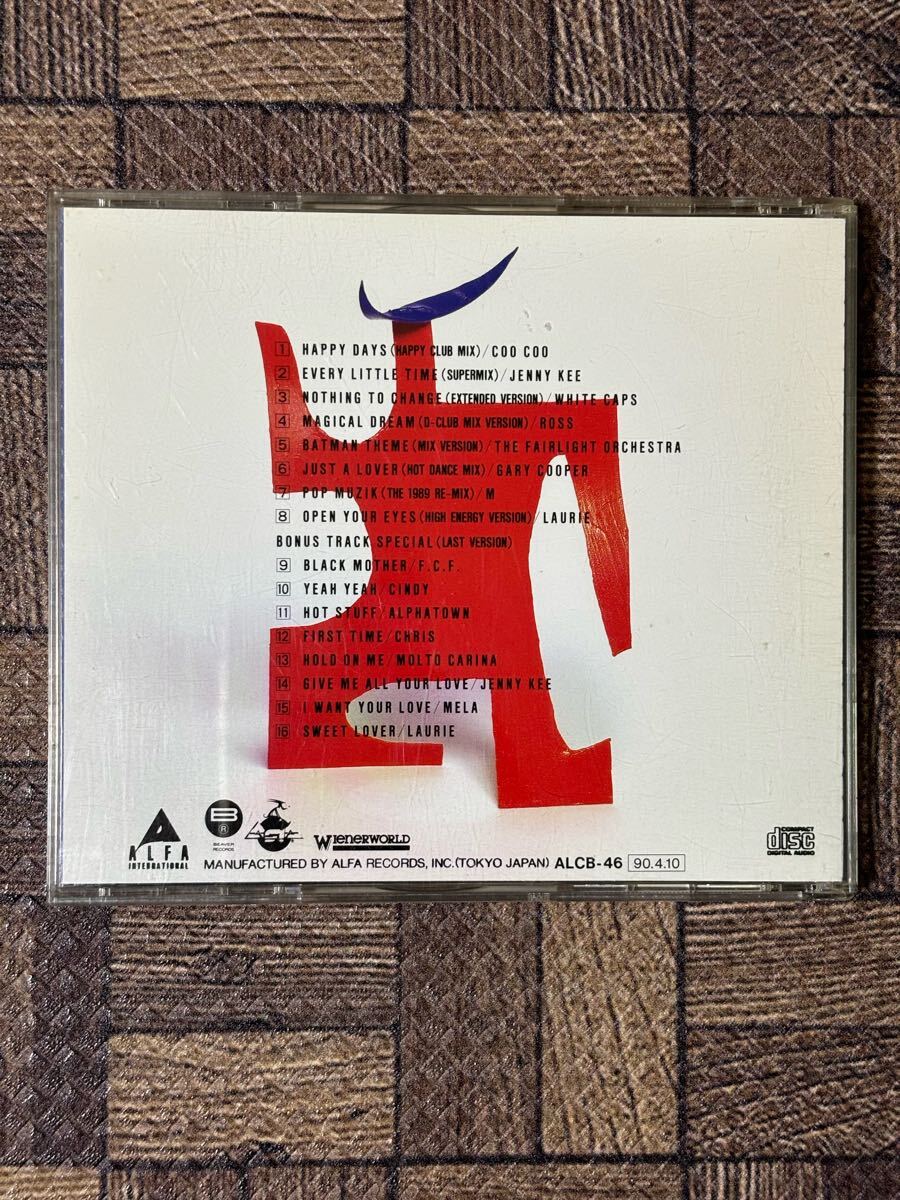 1 HAPPY DAYS (HAPPY CLUB MIX) / COO COO
2 EVERY LITTLE TIME (SUPERMIX) / JENNY KEE
3 NOTHING TO CHANGE (EXTENDED VERSION) / WHITE CAPS
4 MAGICAL DREAM (D-CLUB MIX VERSION) / ROSS
5 BATMAN THEME (MIX VERSION) / THE FAIRLIGHT ORCHESTRA
6 JUST A LOVER (HOT DANCE MIX) / GARY COOPER
7 POP MUZIK (THE 1989 RE-MIX) / M
8 OPEN YOUR EYES (HIGH ENERGY VERSION) / LAURIE
BONUS TRACK SPECIAL (LAST VERSION)
9 BLACK MOTHER / F.C.F.
10 YEAH YEAH / CINDY
11 HOT STUFF / ALPHATOWN
12 FIRST TIME / CHRIS
13 HOLD ON ME / MOLTO CARINA
14 GIVE ME ALL YOUR LOVE / JENNY KEE
15 I WANT YOUR LOVE / MELA
16 SWEET LOVER / LAURIE
ALFA
INTERNATIONAL
B
®
BEAVER
RECORDS
WIENERWORLD
COMPACT
disc
DIGITAL AUDIO
MANUFACTURED BY ALFA RECORDS, INC. (TOKYO JAPAN) ALCB-46 90.4.10